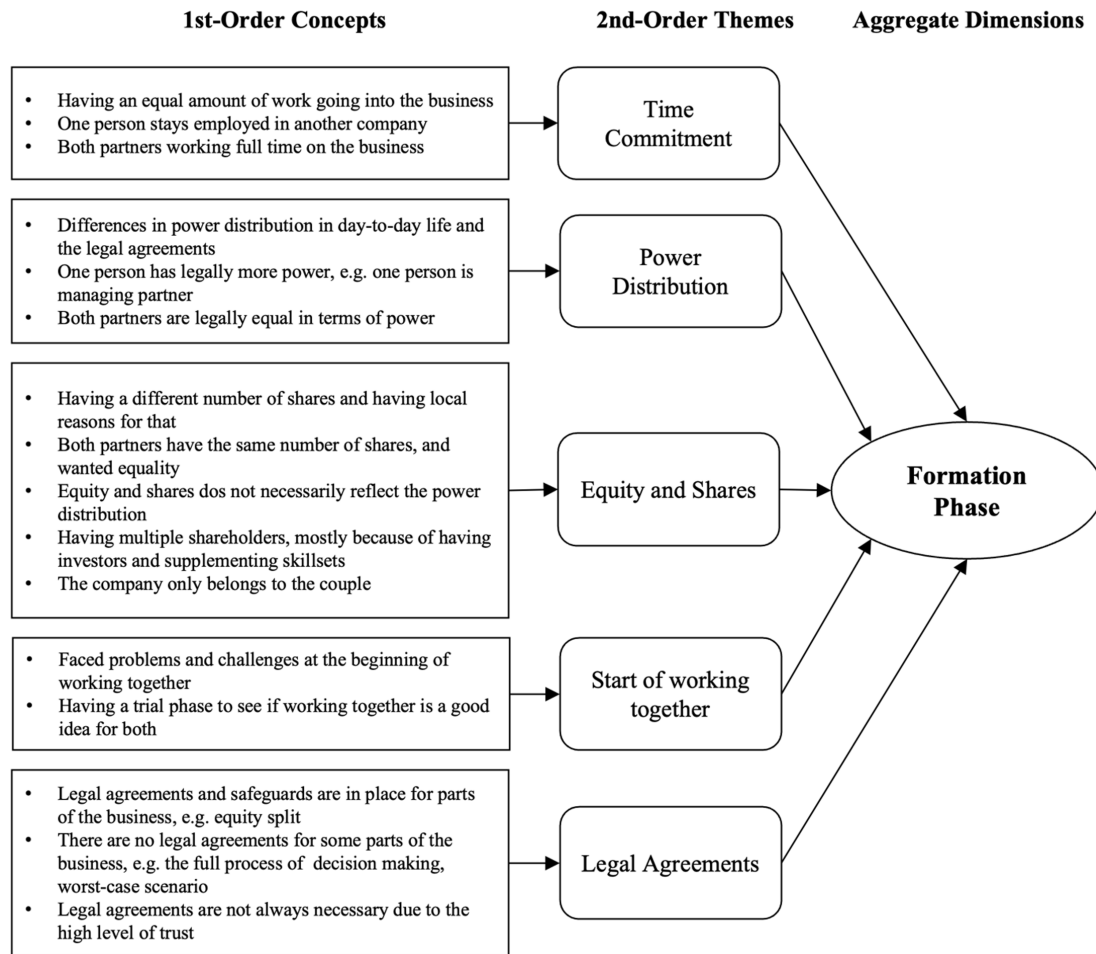 1st-Order Concepts
2nd-Order Themes
Aggregate Dimensions
• Having an equal amount of work going into the business
• One person stays employed in another company
• Both partners working full time on the business
Time
Commitment
• Differences in power distribution in day-to-day life and
the legal agreements
• One person has legally more power, e.g. one person is
managing partner
• Both partners are legally equal in terms of power
Power
Distribution
• Having a different number of shares and having local
reasons for that
• Both partners have the same number of shares, and
wanted equality
• Equity and shares dos not necessarily reflect the power
distribution
• Having multiple shareholders, mostly because of having
investors and supplementing skillsets
• The company only belongs to the couple
Equity and Shares
Formation
Phase
• Faced problems and challenges at the beginning of
working together
• Having a trial phase to see if working together is a good
idea for both
Start of working
together
• Legal agreements and safeguards are in place for parts
of the business, e.g. equity split
• There are no legal agreements for some parts of the
business, e.g. the full process of decision making,
worst-case scenario
• Legal agreements are not always necessary due to the
high level of trust
Legal Agreements